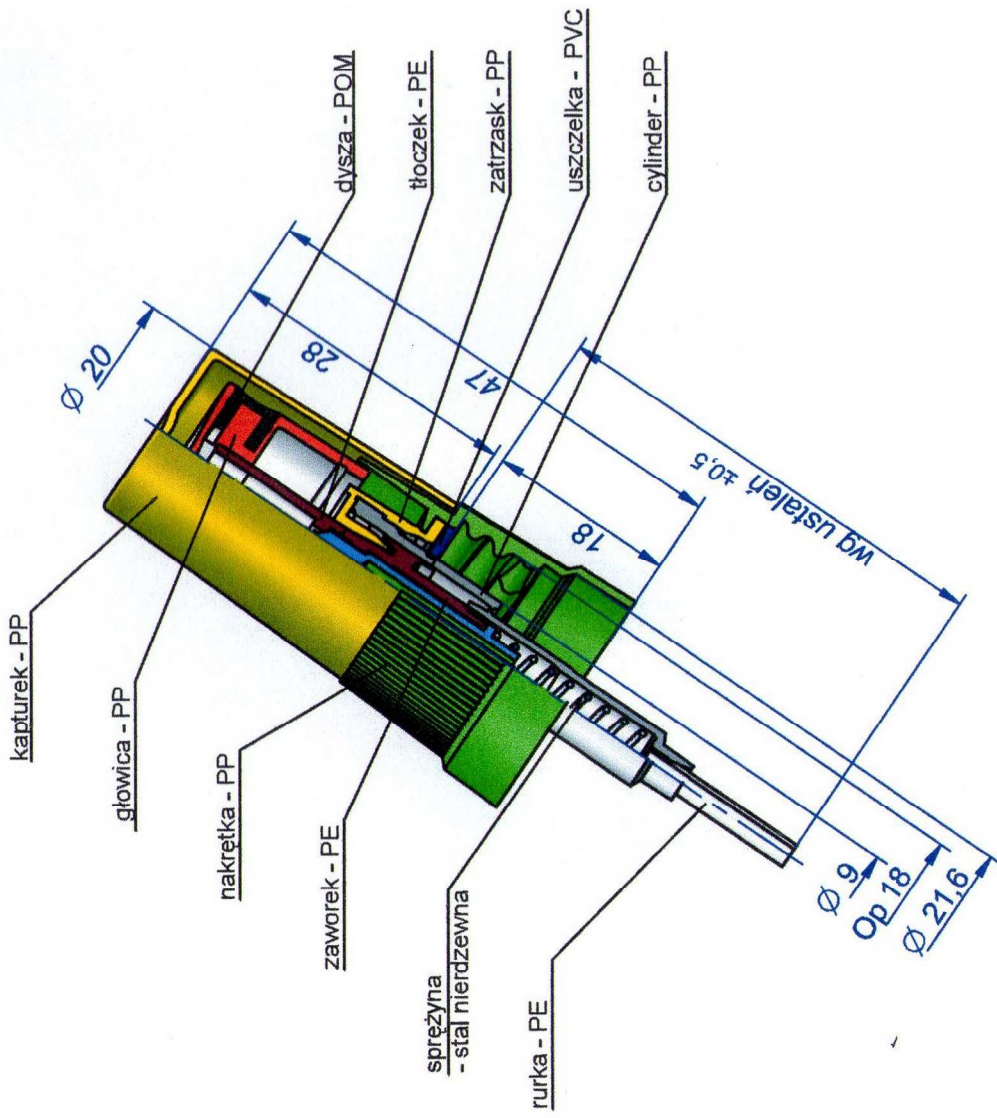 kapturek - PP
głowica - PP
nakrętka - PP
zaworek - PE
sprężyna
- stal nierdzewna
rurka - PE
dysza - POM
tłoczek - PE
zatrzask - PP
uszczelka - PVC
cylinder - PP
Ø 20
28
47
18
wg ustaleń ±0,5
Ø 9
Op 18
Ø 21,6